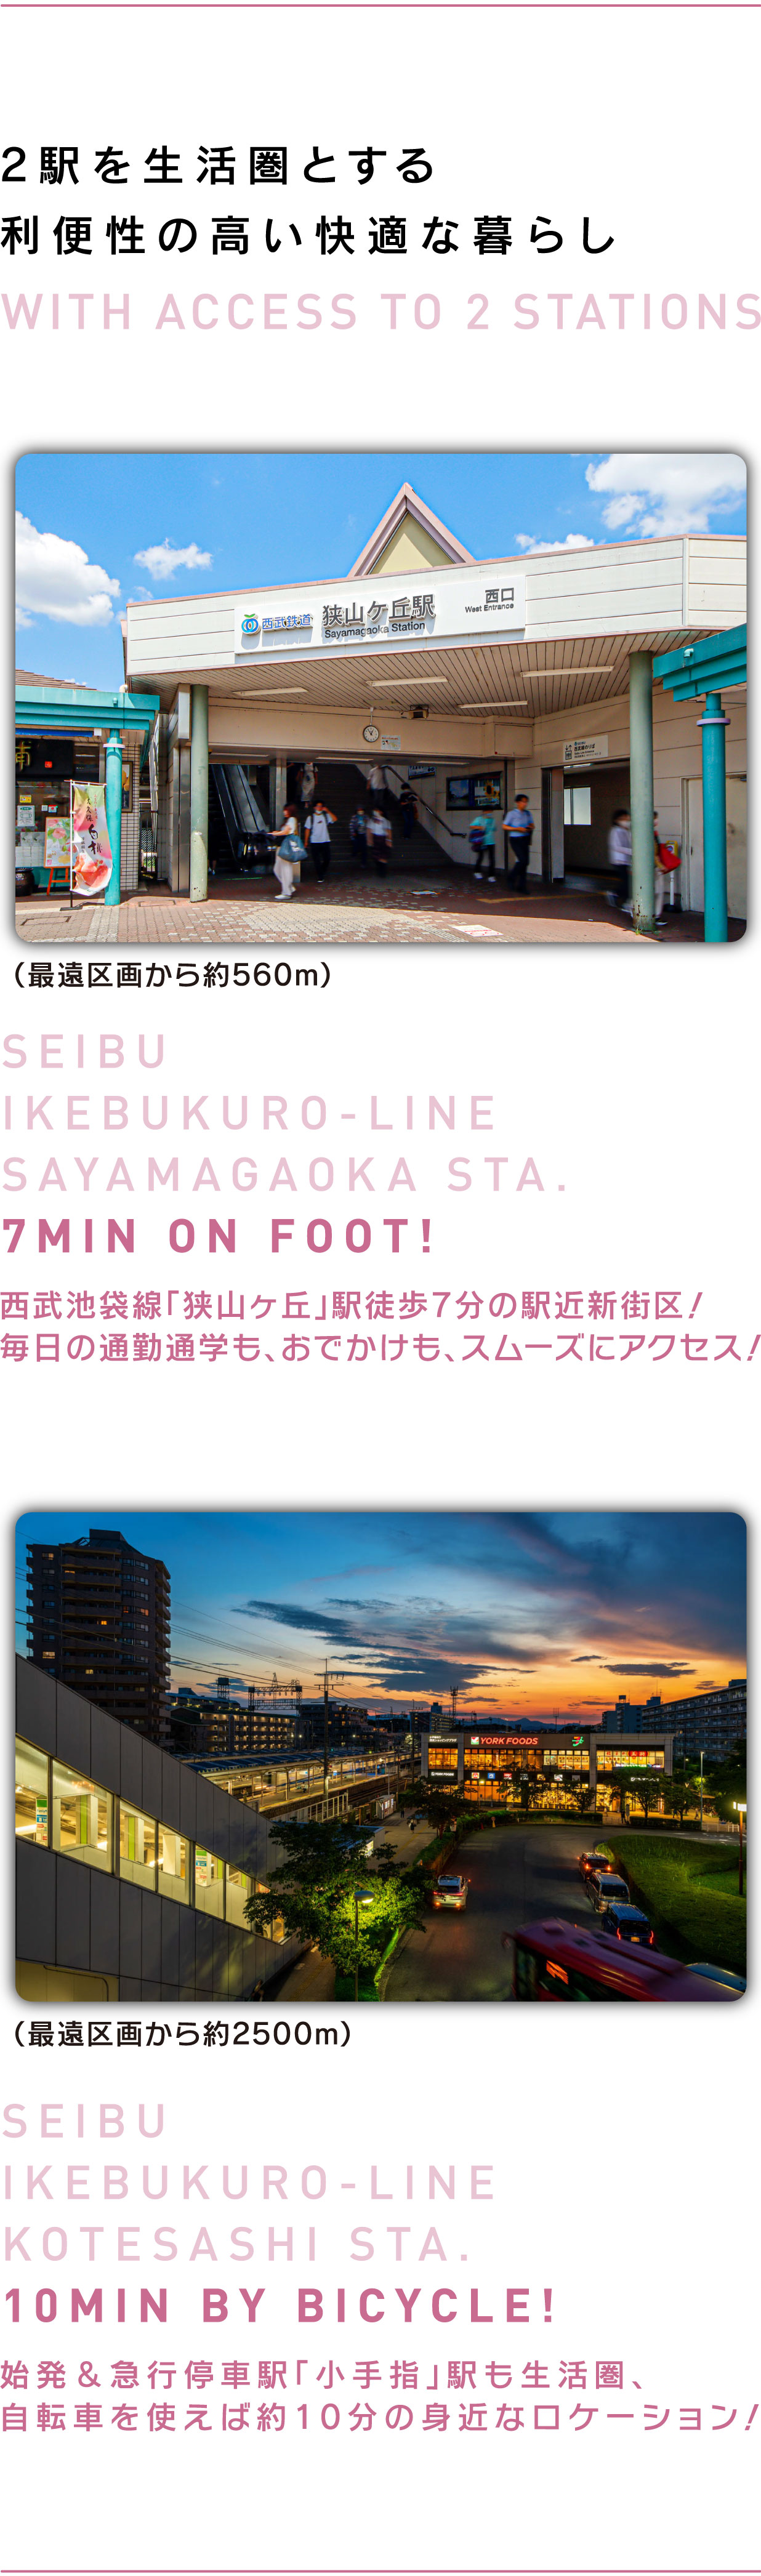 2駅を生活圏とする
利便性の高い快適な暮らし
WITH ACCESS TO 2 STATIONS
西武鉄道 狭山ケ丘駅 西口
Sayamagaoka Station West Entrance
（最遠区画から約560m）
SEIBU
IKEBUKURO-LINE
SAYAMAGAOKA STA.
7MIN ON FOOT!
西武池袋線「狭山ヶ丘」駅徒歩7分の駅近新街区！
毎日の通勤通学も、おでかけも、スムーズにアクセス！
YORK FOODS
（最遠区画から約2500m）
SEIBU
IKEBUKURO-LINE
KOTESASHI STA.
10MIN BY BICYCLE!
始発＆急行停車駅「小手指」駅も生活圏、
自転車を使えば約10分の身近なロケーション！